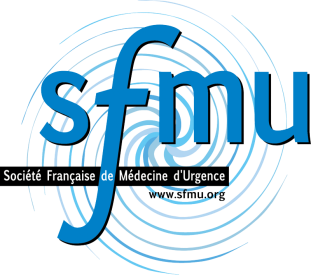 sfmu
Société Française de Médecine d'Urgence
www.sfmu.org